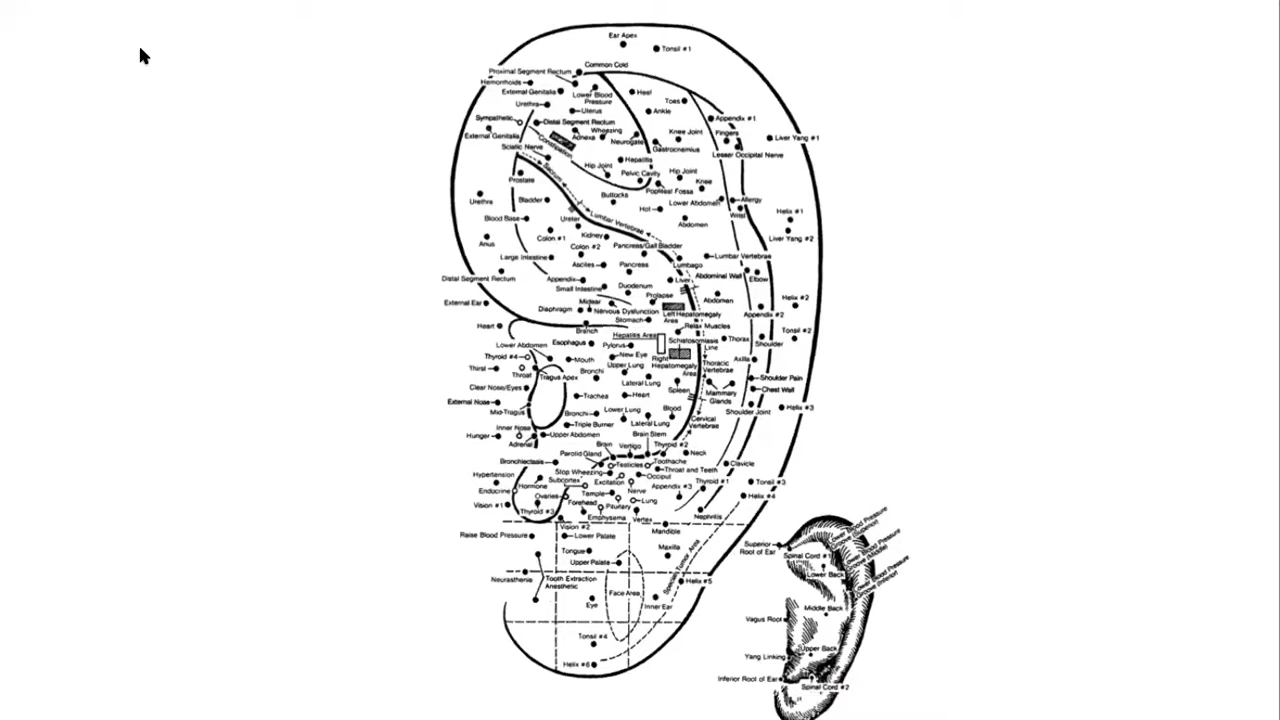 Ear Apex
Tonsil #1
Common Cold
Proximal Segment Rectum
Hemorrhoids
External Genitalia
Lower Blood
Pressure
Heel
Toes
Urethra
Uterus
Ankle
Sympathetic
Distal Segment Rectum
Appendix #1
External Genitalia
Adnexa
Wheezing
Neurogate
Knee Joint
Fingers
Liver Yang #1
Constipation
Sciatic Nerve
Gastrocnemius
Lesser Occipital Nerve
Sacrum
Hip Joint
Hepatitis
Pelvic Cavity
Hip Joint
Knee
Prostate
Popliteal Fossa
Urethra
Bladder
Buttocks
Hot
Lower Abdomen
Allergy
Wrist
Helix #1
Blood Base
Ureter
Lumbar Vertebrae
Abdomen
Anus
Colon #1
Kidney
Liver Yang #2
Colon #2
Pancreas/Gall Bladder
Large Intestine
Ascites
Pancreas
Lumbago
Lumbar Vertebrae
Distal Segment Rectum
Appendix
Liver
Abdominal Wall
Elbow
Small Intestine
Duodenum
Prolapse
Abdomen
Helix #2
External Ear
Diaphragm
Midear
Nervous Dysfunction
Left Hepatomegaly
Area
Appendix #2
Stomach
Heart
Branch
Relax Muscles
Tonsil #2
Hepatitis Area
Schistosomiasis
Line
Thorax
Shoulder
Lower Abdomen
Esophagus
Pylorus
Thyroid #4
Mouth
New Eye
Right
Hepatomegaly
Area
Axilla
Thirst
Throat
Tragus Apex
Bronchi
Upper Lung
Thoracic
Vertebrae
Lateral Lung
Shoulder Pain
Clear Nose/Eyes
Trachea
Heart
Spleen
Mammary
Glands
Chest Wall
External Nose
Mid-Tragus
Bronchi
Lower Lung
Blood
Shoulder Joint
Helix #3
Inner Nose
Triple Burner
Lateral Lung
Cervical
Vertebrae
Hunger
Adrenal
Upper Abdomen
Brain Stem
Brain
Vertigo
Thyroid #2
Parotid Gland
Neck
Bronchiectasis
Testicles
Toothache
Clavicle
Stop Wheezing
Throat and Teeth
Hypertension
Subcortex
Excitation
Occiput
Hormone
Thyroid #1
Tonsil #3
Endocrine
Ovaries
Temple
Nerve
Appendix #3
Helix #4
Vision #1
Forehead
Pituitary
Lung
Thyroid #3
Emphysema
Vertex
Nephritis
Vision #2
Mandible
Raise Blood Pressure
Lower Palate
Tongue
Maxilla
Upper Palate
Special Tumor Area
Neurasthenia
Tooth Extraction
Anesthetic
Face Area
Helix #5
Eye
Inner Ear
Tonsil #4
Helix #6
Superior
Root of Ear
Lower Blood Pressure
Spinal Cord #1
Lower Back
Middle Back
Vagus Root
Upper Back
Yang Linking
Inferior Root of Ear
Spinal Cord #2